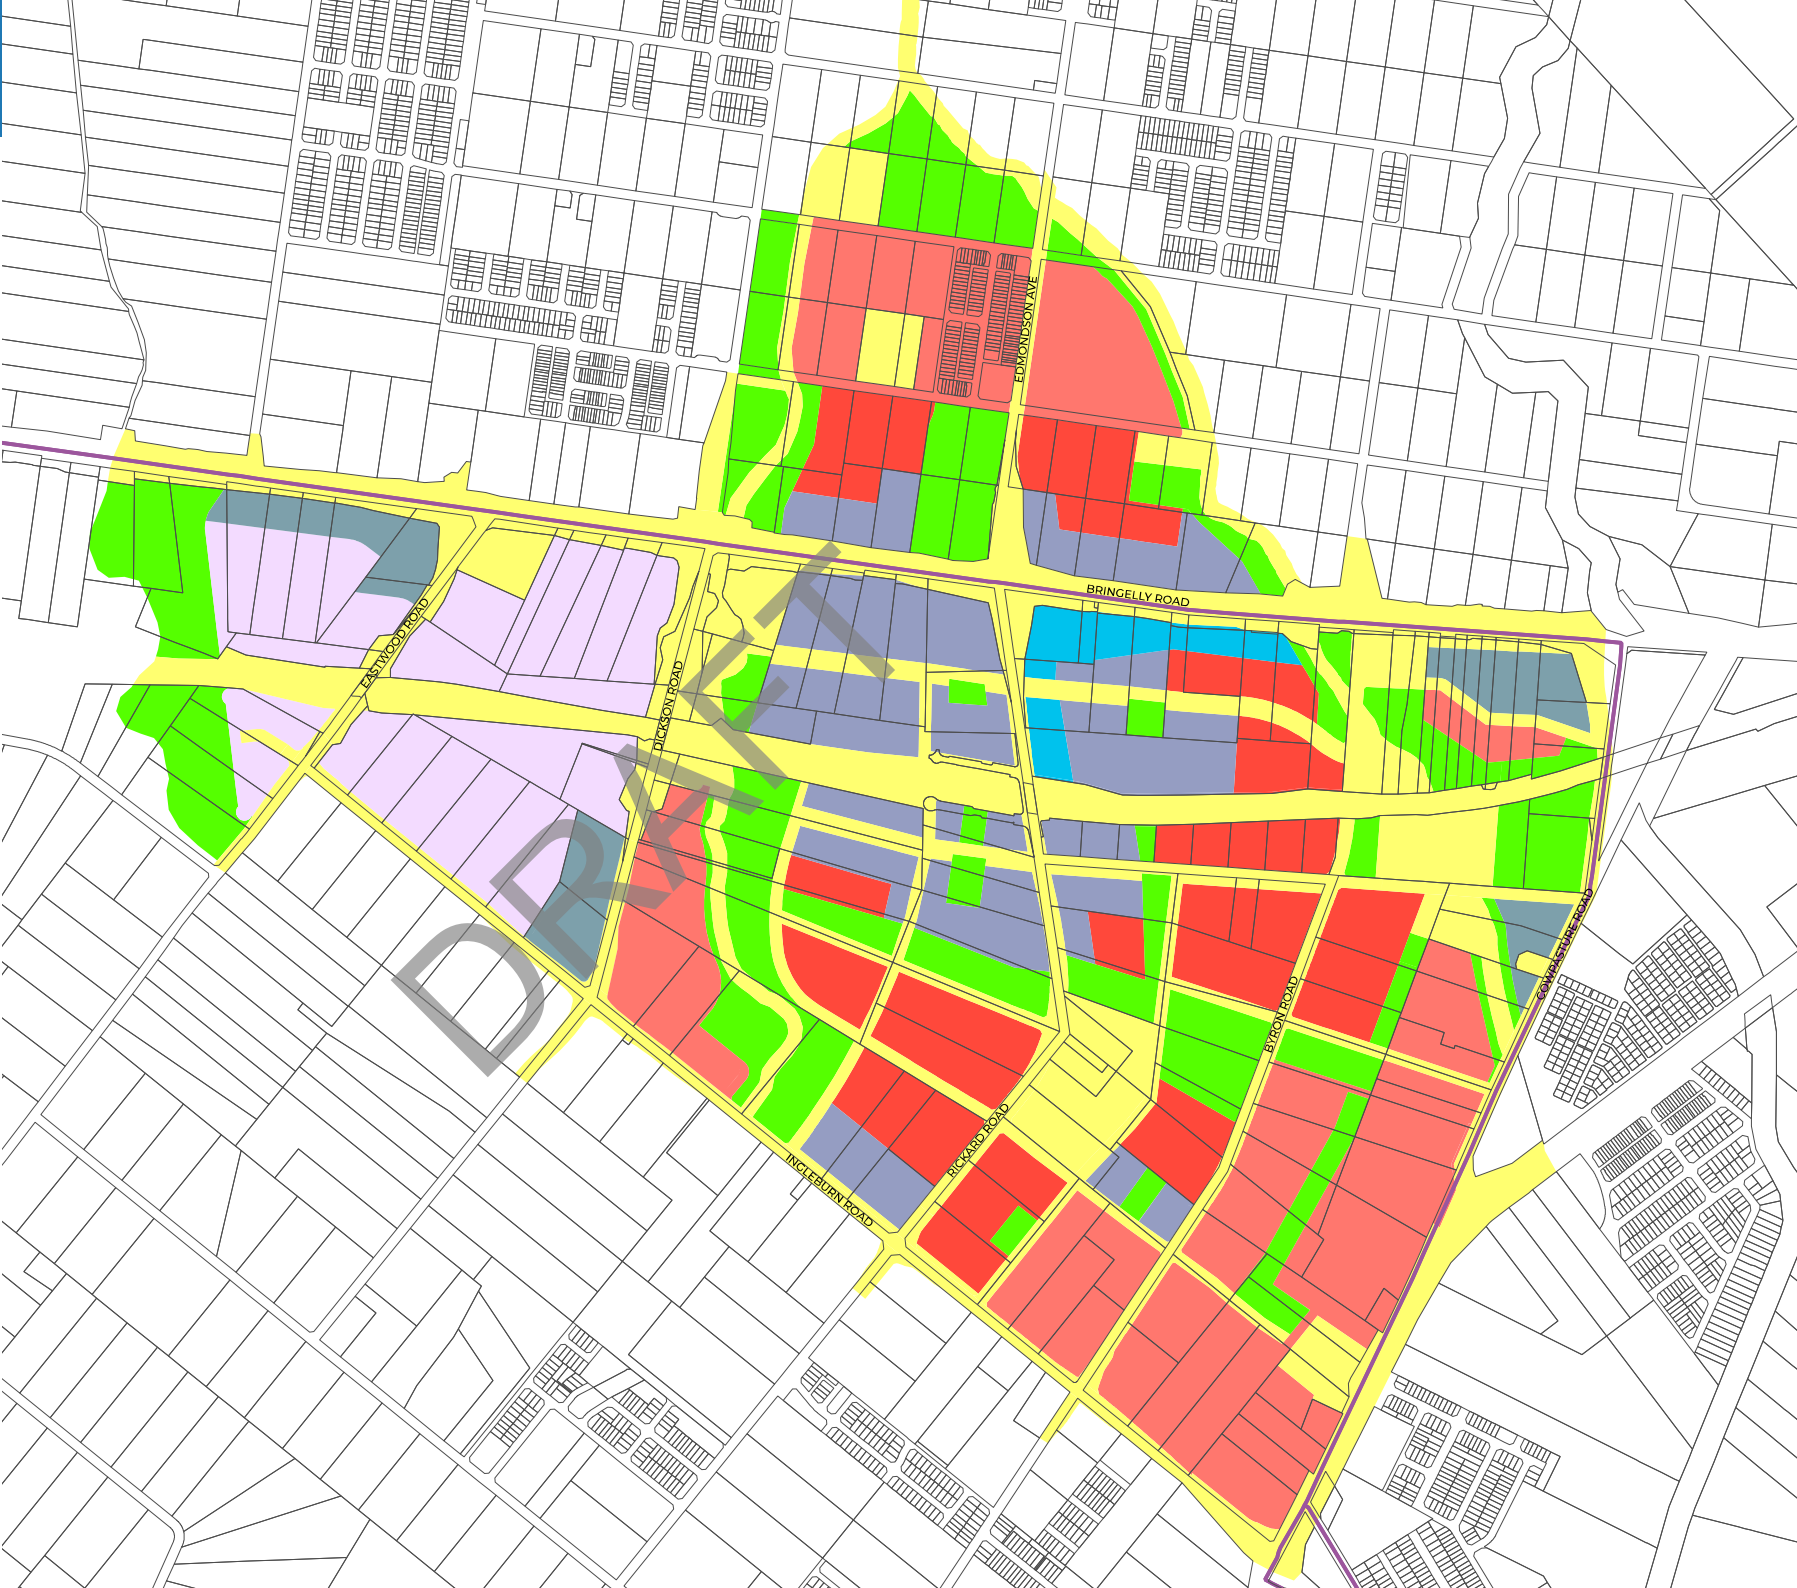 EDMONDSON AVE
BRINGELLY ROAD
EASTWOOD ROAD
DICKSON ROAD
DRAFT
COWPASTURE ROAD
BYRON ROAD
RICKARD ROAD
INGLEBURN ROAD